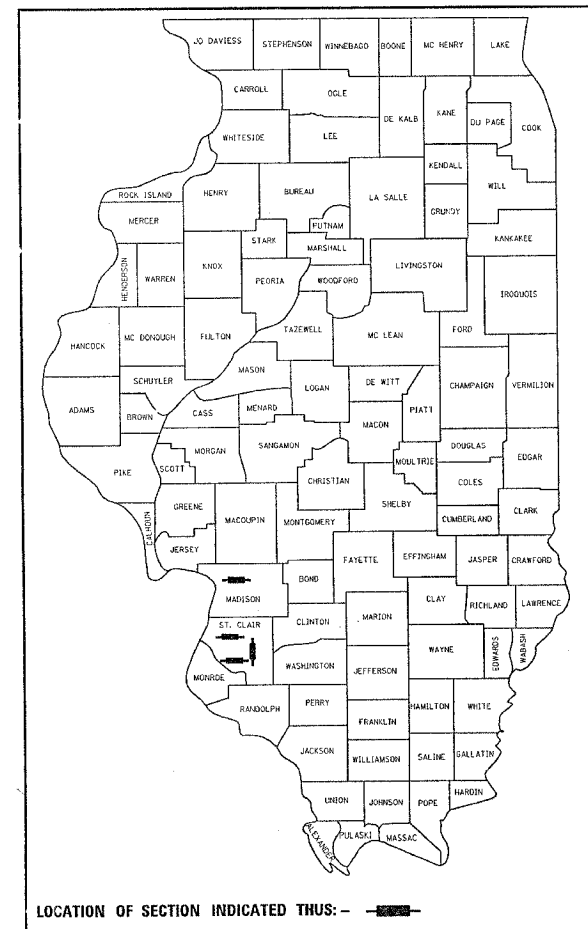 JO DAVIESS STEPHENSON WINNEBAGO BOONE MC HENRY LAKE
CARROLL OGLE DE KALB KANE DU PAGE COOK
WHITESIDE LEE KENDALL WILL
ROCK ISLAND HENRY BUREAU LA SALLE GRUNDY
MERCER PUTNAM KANKAKEE
HENDERSON WARREN KNOX STARK MARSHALL LIVINGSTON
PEORIA WOODFORD IROQUOIS
HANCOCK MC DONOUGH FULTON TAZEWELL MC LEAN FORD
MASON
SCHUYLER LOGAN DE WITT CHAMPAIGN VERMILION
ADAMS BROWN CASS MENARD MACON PIATT
MORGAN SANGAMON DOUGLAS EDGAR
PIKE SCOTT CHRISTIAN MOULTRIE COLES
GREENE MACOUPIN MONTGOMERY SHELBY CUMBERLAND CLARK
CALHOUN JERSEY FAYETTE EFFINGHAM JASPER CRAWFORD
MADISON BOND CLAY RICHLAND LAWRENCE
ST. CLAIR CLINTON MARION WAYNE EDWARDS WABASH
MONROE WASHINGTON JEFFERSON
RANDOLPH PERRY HAMILTON WHITE
FRANKLIN
JACKSON WILLIAMSON SALINE GALLATIN
UNION JOHNSON POPE HARDIN
ALEXANDER PULASKI MASSAC
LOCATION OF SECTION INDICATED THUS: –